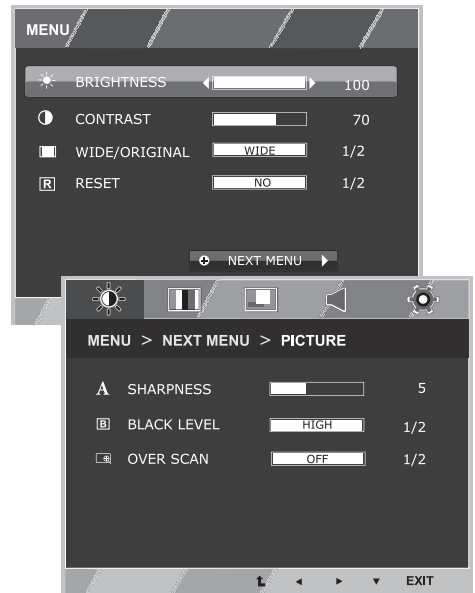 MENU
BRIGHTNESS 100
CONTRAST 70
WIDE/ORIGINAL WIDE 1/2
R RESET NO 1/2
NEXT MENU
MENU > NEXT MENU > PICTURE
A SHARPNESS 5
B BLACK LEVEL HIGH 1/2
OVER SCAN OFF 1/2
EXIT